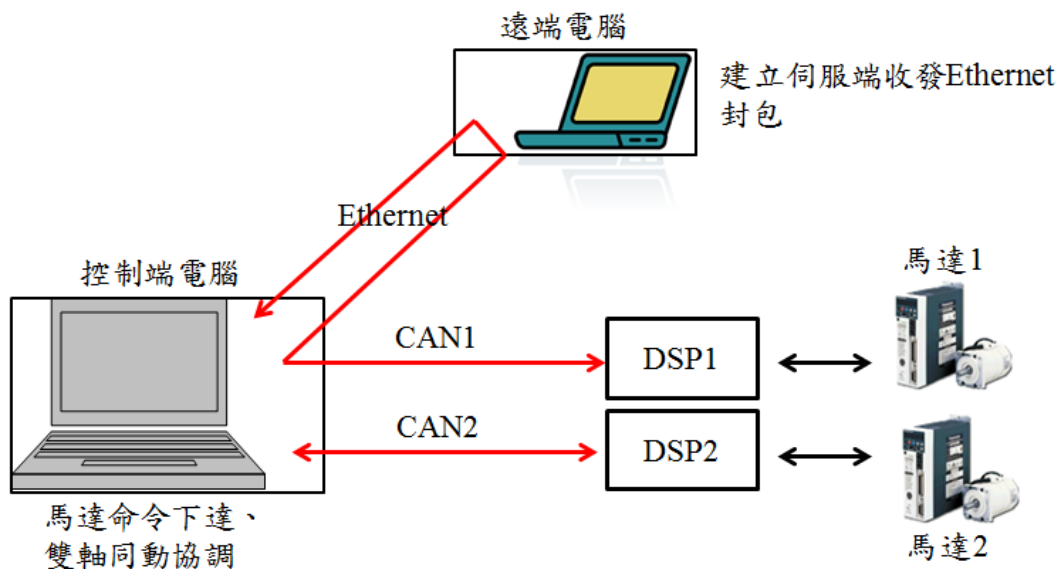 遠端電腦
建立伺服端收發Ethernet
封包
Ethernet
控制端電腦
馬達1
CAN1
DSP1
CAN2
DSP2
馬達命令下達、
雙軸同動協調
馬達2